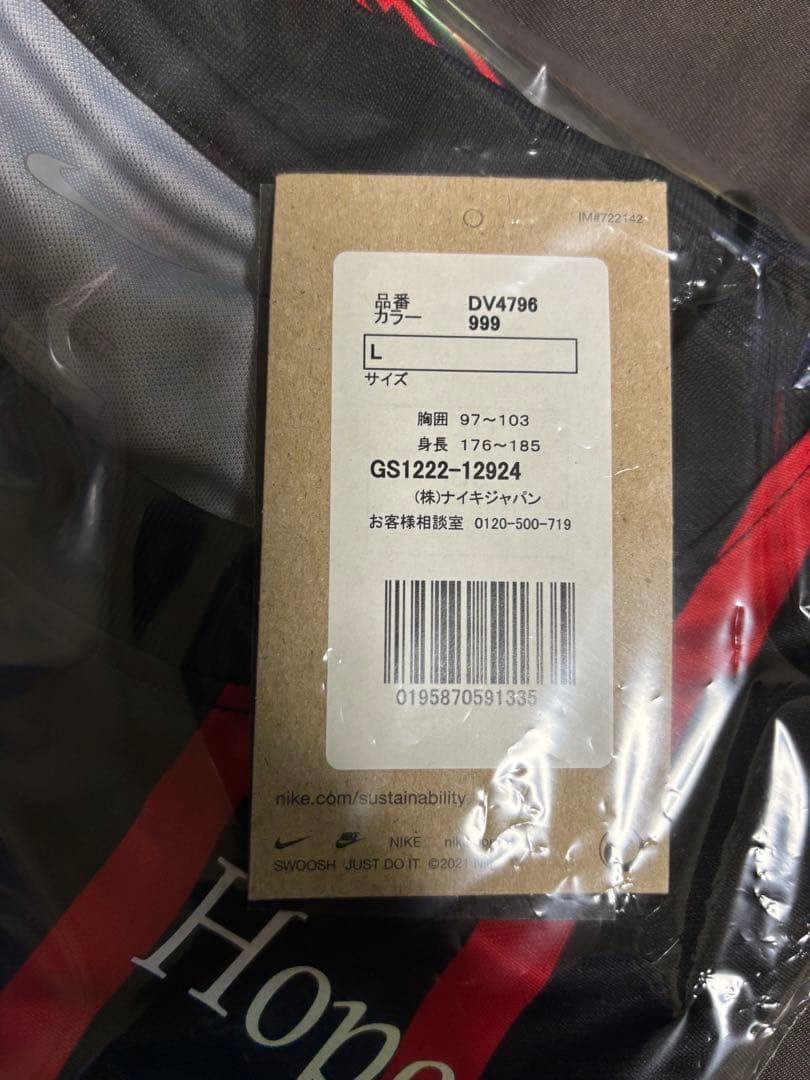 IM#722142
品番 DV4796
カラー 999
L
サイズ
胸囲 97～103
身長 176～185
GS1222-12924
(株)ナイキジャパン
お客様相談室 0120-500-719
0195870591335
nike.com/sustainability
NIKE
SWOOSH JUST DO IT ©2021
Hope